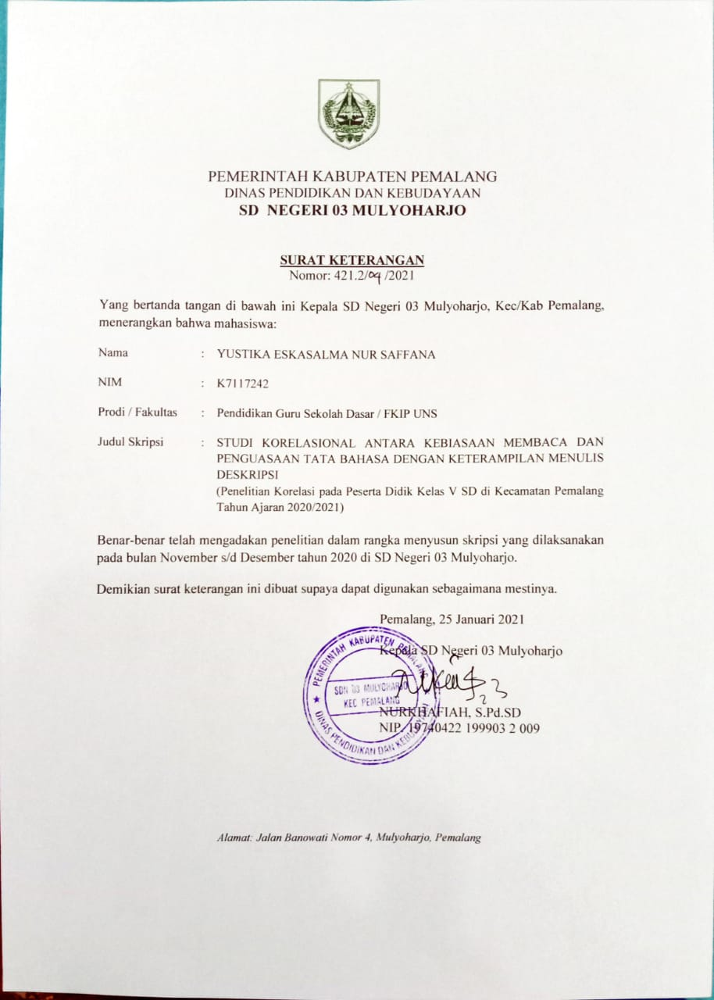 PEMERINTAH KABUPATEN PEMALANG
DINAS PENDIDIKAN DAN KEBUDAYAAN
SD NEGERI 03 MULYOHARJO
SURAT KETERANGAN
Nomor: 421.2/09/2021
Yang bertanda tangan di bawah ini Kepala SD Negeri 03 Mulyoharjo, Kec/Kab Pemalang,
menerangkan bahwa mahasiswa:
Nama : YUSTIKA ESKASALMA NUR SAFFANA
NIM : K7117242
Prodi / Fakultas : Pendidikan Guru Sekolah Dasar / FKIP UNS
Judul Skripsi : STUDI KORELASIONAL ANTARA KEBIASAAN MEMBACA DAN
PENGUASAAN TATA BAHASA DENGAN KETERAMPILAN MENULIS
DESKRIPSI
(Penelitian Korelasi pada Peserta Didik Kelas V SD di Kecamatan Pemalang
Tahun Ajaran 2020/2021)
Benar-benar telah mengadakan penelitian dalam rangka menyusun skripsi yang dilaksanakan
pada bulan November s/d Desember tahun 2020 di SD Negeri 03 Mulyoharjo.
Demikian surat keterangan ini dibuat supaya dapat digunakan sebagaimana mestinya.
Pemalang, 25 Januari 2021
Kepala SD Negeri 03 Mulyoharjo
PEMERINTAH KABUPATEN PEMALANG
SDN 03 MULYOHARJO
KEC PEMALANG
DINAS PENDIDIKAN DAN KEBUDAYAAN
NURKHAFIAH, S.Pd.SD
NIP. 19740422 199903 2 009
Alamat: Jalan Banowati Nomor 4, Mulyoharjo, Pemalang